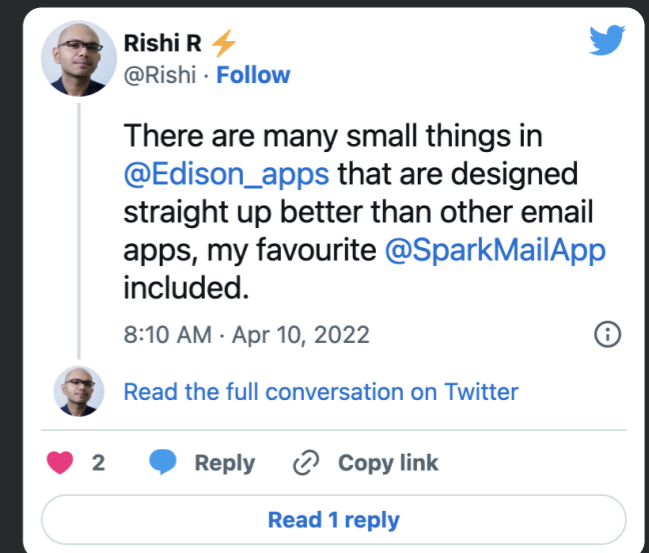 Rishi R ⚡
@Rishi · Follow
There are many small things in
@Edison_apps that are designed
straight up better than other email
apps, my favourite @SparkMailApp
included.
8:10 AM · Apr 10, 2022
Read the full conversation on Twitter
2 Reply Copy link
Read 1 reply